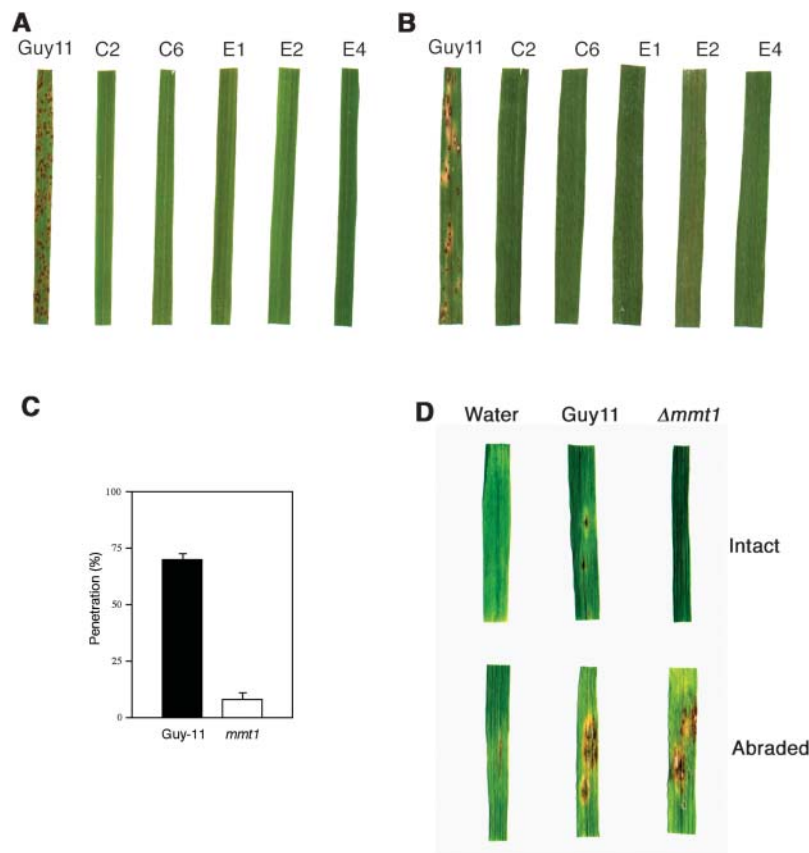 A
Guy11 C2 C6 E1 E2 E4
B
Guy11 C2 C6 E1 E2 E4
C
100
75
50
25
0
Penetration (%)
Guy-11 mmt1
D
Water Guy11 Δmmt1
Intact
Abraded